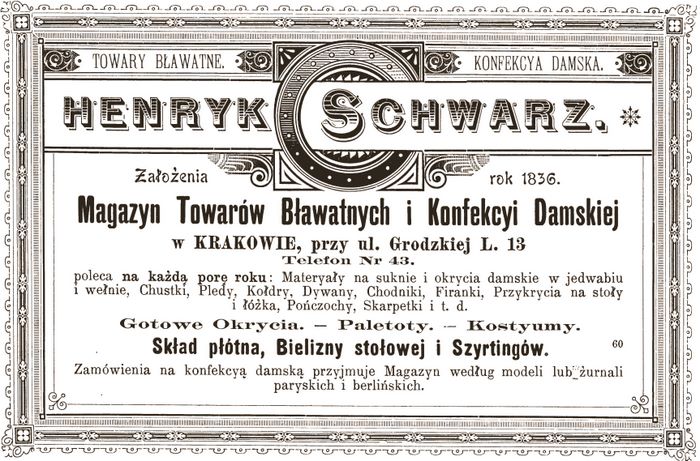 TOWARY BŁAWATNE. KONFEKCYA DAMSKA.
HENRYK SCHWARZ.
Założenia rok 1836.
Magazyn Towarów Bławatnych i Konfekcyi Damskiej
w KRAKOWIE, przy ul. Grodzkiej L. 13
Telefon Nr 43.
poleca na każdą porę roku: Materyały na suknie i okrycia damskie w jedwabiu
i wełnie, Chustki, Pledy, Kołdry, Dywany, Chodniki, Firanki, Przykrycia na stoły
i łóżka, Pończochy, Skarpetki i t. d.
Gotowe Okrycia. – Paletoty. – Kostyumy.
Skład płótna, Bielizny stołowej i Szyrtingów. 60
Zamówienia na konfekcyą damską przyjmuje Magazyn według modeli lub żurnali
paryskich i berlińskich.